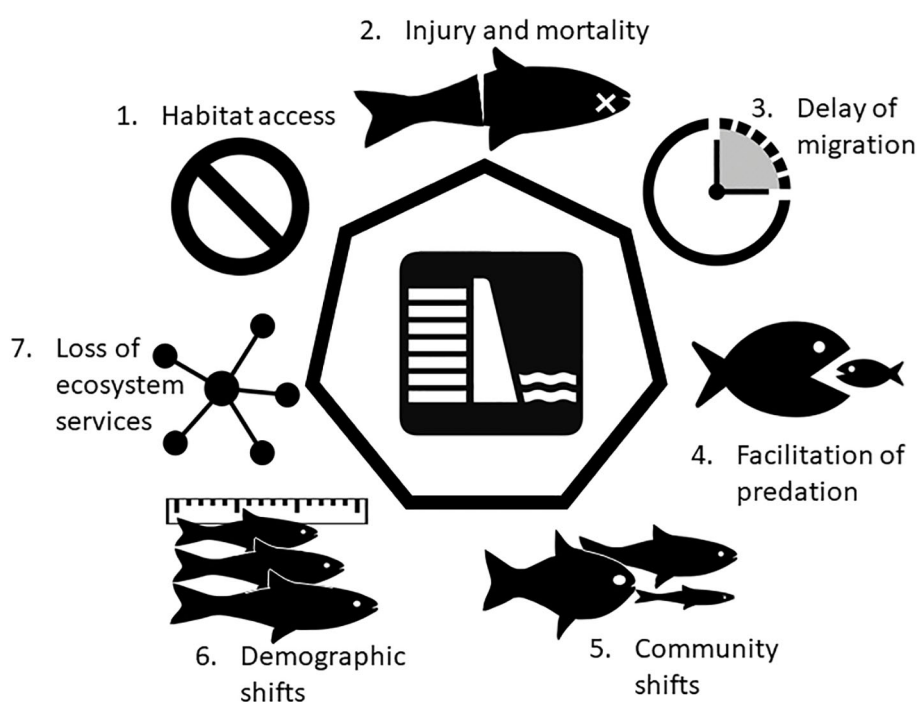 1. Habitat access
2. Injury and mortality
3. Delay of
migration
4. Facilitation of
predation
5. Community
shifts
6. Demographic
shifts
7. Loss of
ecosystem
services